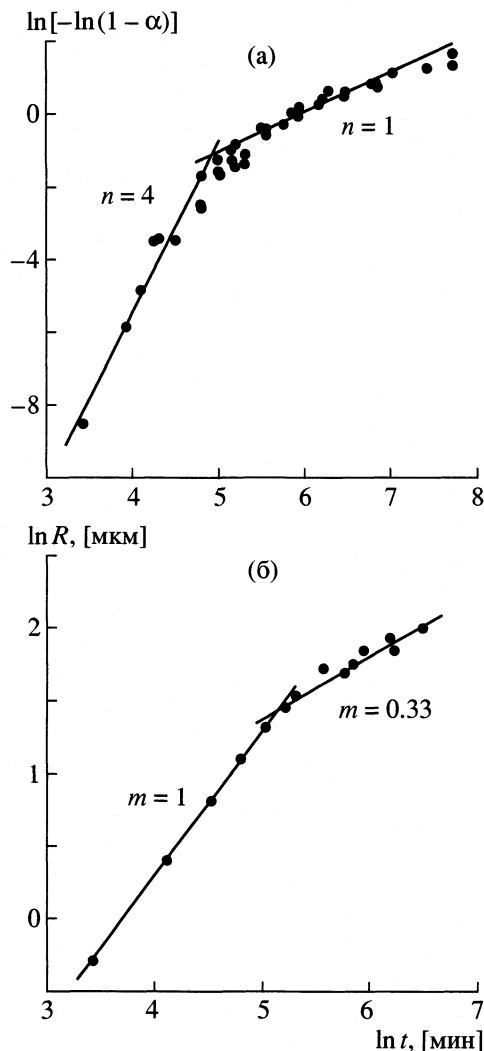 ln[−ln(1 − α)]
(а)
0
n = 1
n = 4
−4
−8
3 4 5 6 7 8
ln R, [мкм]
(б)
2
m = 0.33
1
m = 1
0
3 4 5 6 7
ln t, [мин]